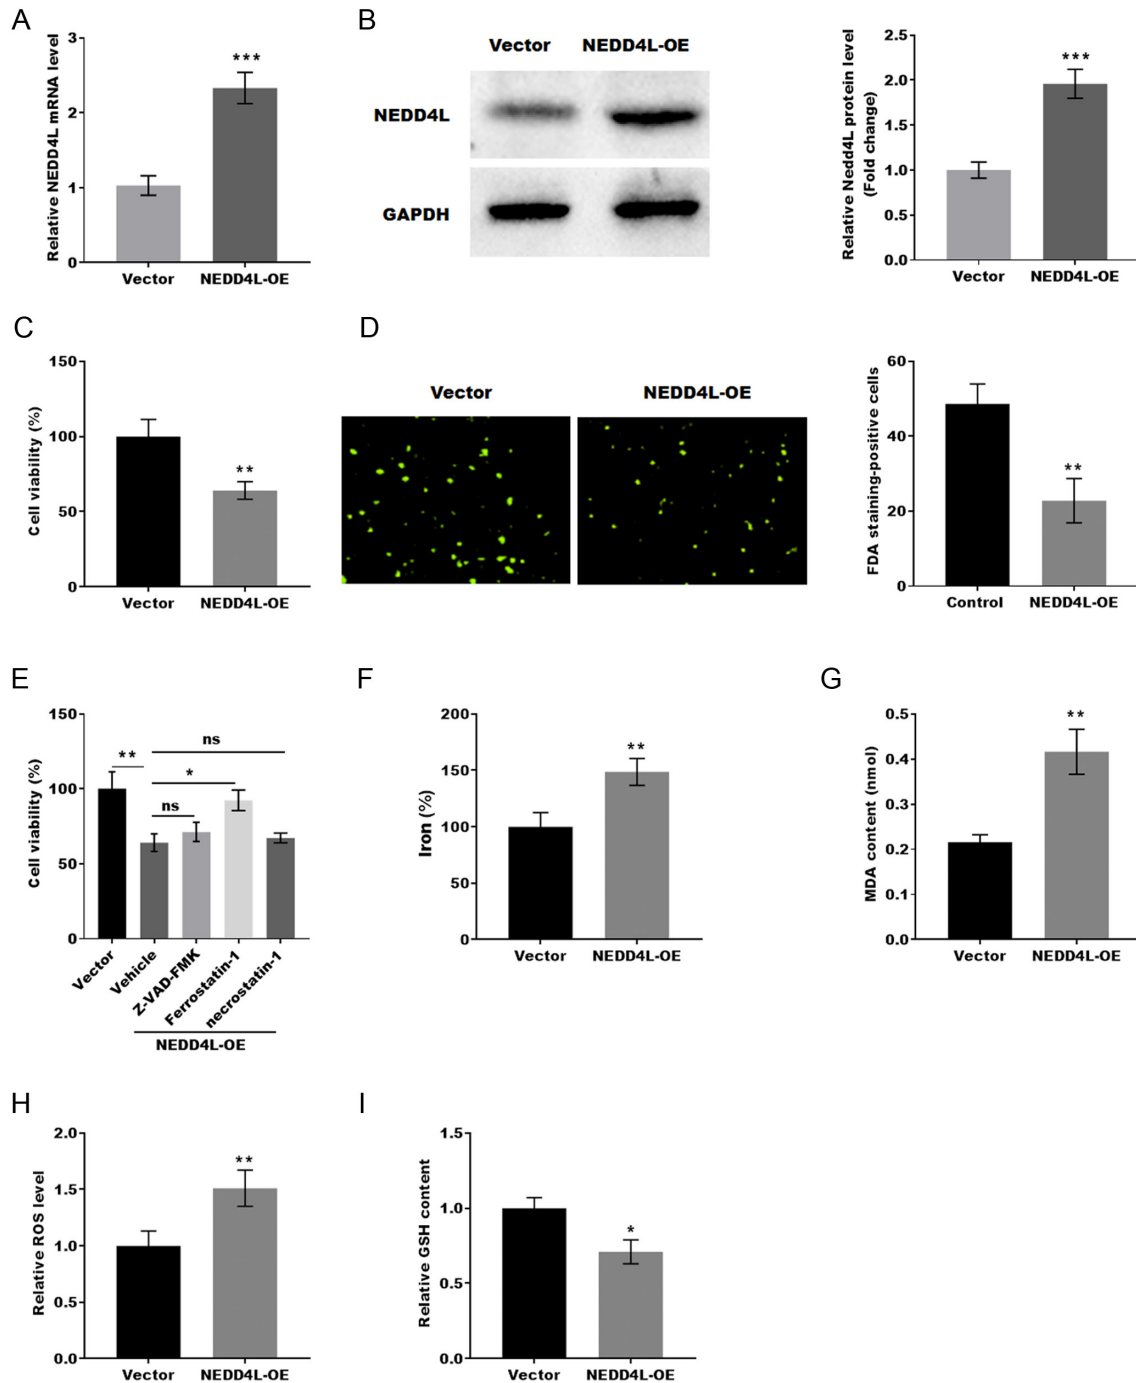 A
Relative NEDD4L mRNA level
3
2
1
0
***
Vector
NEDD4L-OE
B
Vector
NEDD4L-OE
NEDD4L
GAPDH
Relative Nedd4L protein level
(Fold change)
2.5
2.0
1.5
1.0
0.5
0.0
***
Vector
NEDD4L-OE
C
Cell viability (%)
150
100
50
0
**
Vector
NEDD4L-OE
D
Vector
NEDD4L-OE
FDA staining-positive cells
60
40
20
0
**
Control
NEDD4L-OE
E
Cell viability (%)
150
100
50
0
**
ns
*
ns
Vector
Vehicle
Z-VAD-FMK
Ferrostatin-1
necrostatin-1
NEDD4L-OE
F
Iron (%)
200
150
100
50
0
**
Vector
NEDD4L-OE
G
MDA content (nmol)
0.5
0.4
0.3
0.2
0.1
0.0
**
Vector
NEDD4L-OE
H
Relative ROS level
2.0
1.5
1.0
0.5
0.0
**
Vector
NEDD4L-OE
I
Relative GSH content
1.5
1.0
0.5
0.0
*
Vector
NEDD4L-OE